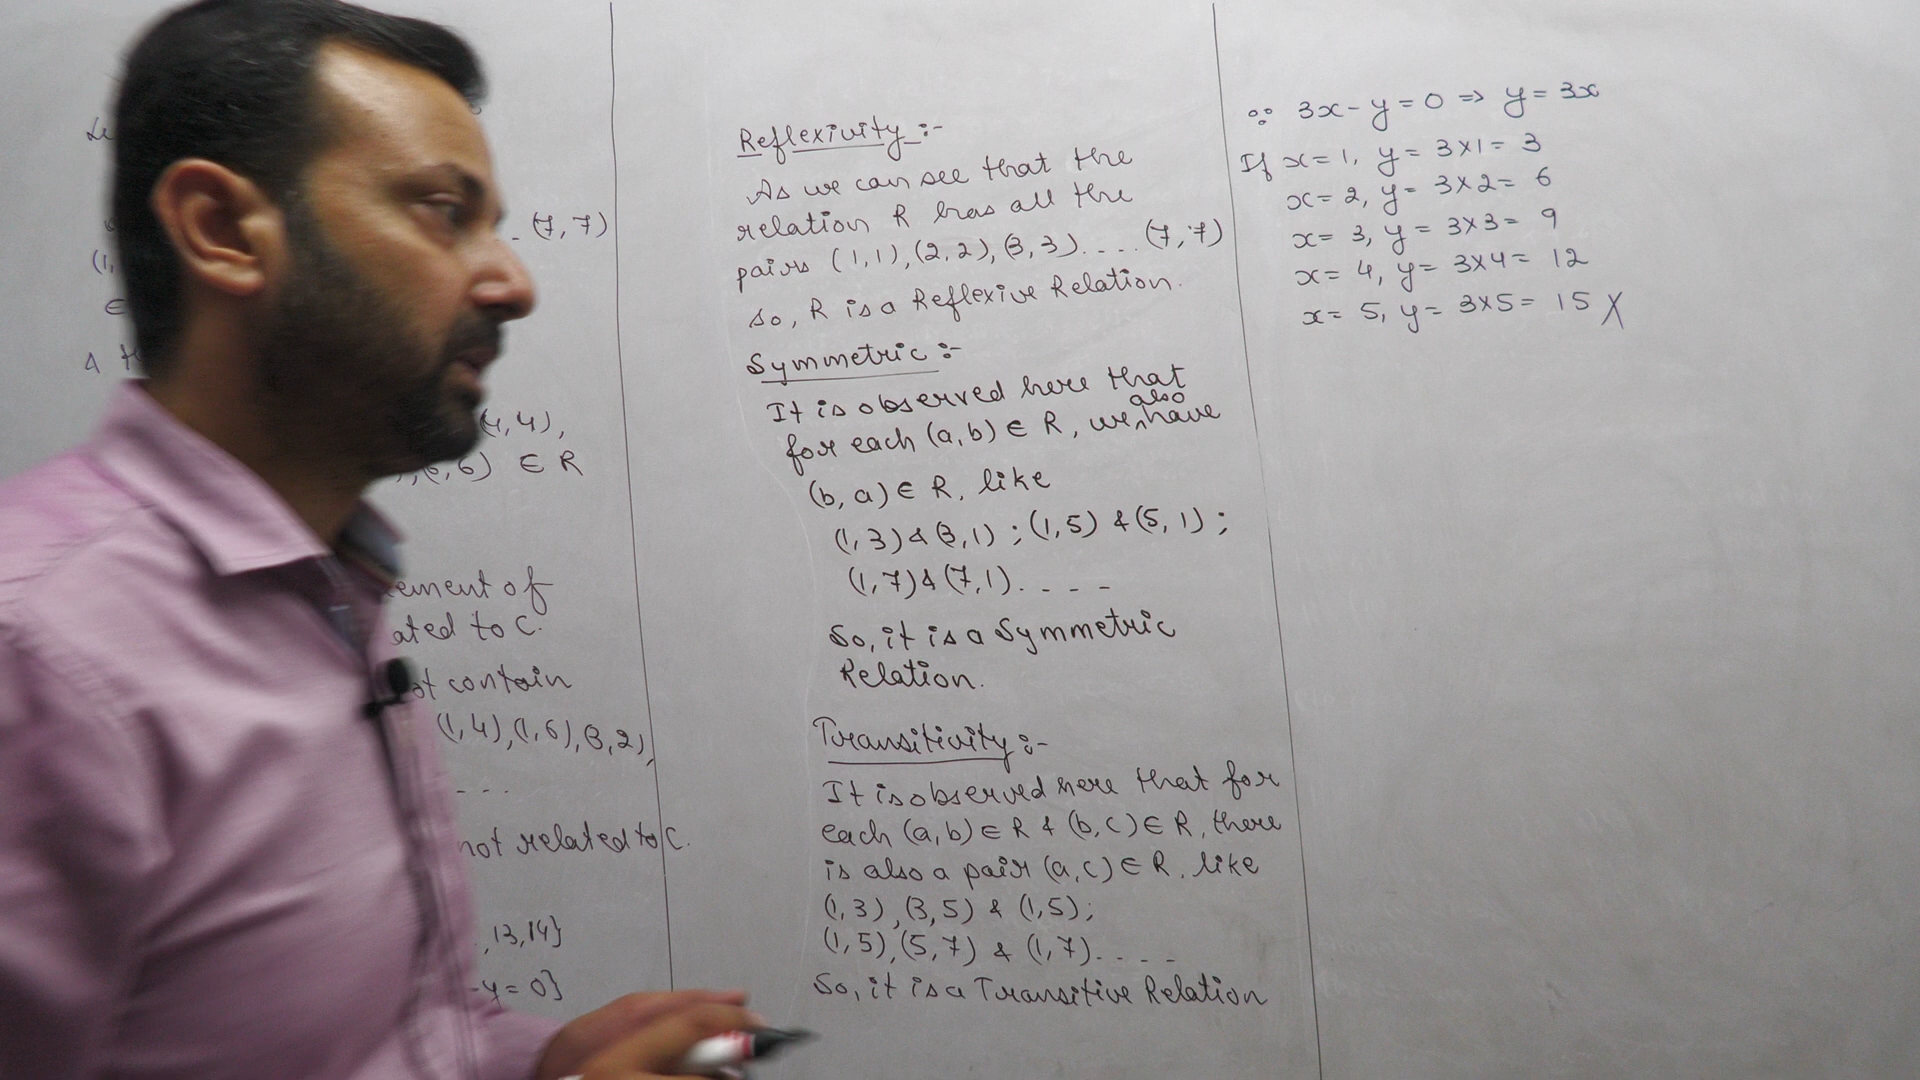 (7, 7)
(1,
∈
4
(4, 4),
, (6, 6) ∈ R
ement of
ated to C.
ot contain
(1, 4), (1, 6), (3, 2),
- - -
not related to C.
, 13, 14}
-y = 0}
Reflexivity :-
As we can see that the
relation R has all the
pairs (1, 1), (2, 2), (3, 3). . . . (7, 7)
So, R is a Reflexive Relation.
Symmetric :-
It is observed here that
for each (a, b) ∈ R, we also have
(b, a) ∈ R, like
(1, 3) & (3, 1) ; (1, 5) & (5, 1) ;
(1, 7) & (7, 1). - - -
So, it is a Symmetric
Relation.
Transitivity :-
It is observed here that for
each (a, b) ∈ R & (b, c) ∈ R, there
is also a pair (a, c) ∈ R, like
(1, 3), (3, 5) & (1, 5);
(1, 5), (5, 7) & (1, 7). - - -
So, it is a Transitive Relation
∵ 3x - y = 0 ⇒ y = 3x
If x = 1, y = 3×1 = 3
x = 2, y = 3×2 = 6
x = 3, y = 3×3 = 9
x = 4, y = 3×4 = 12
x = 5, y = 3×5 = 15 X